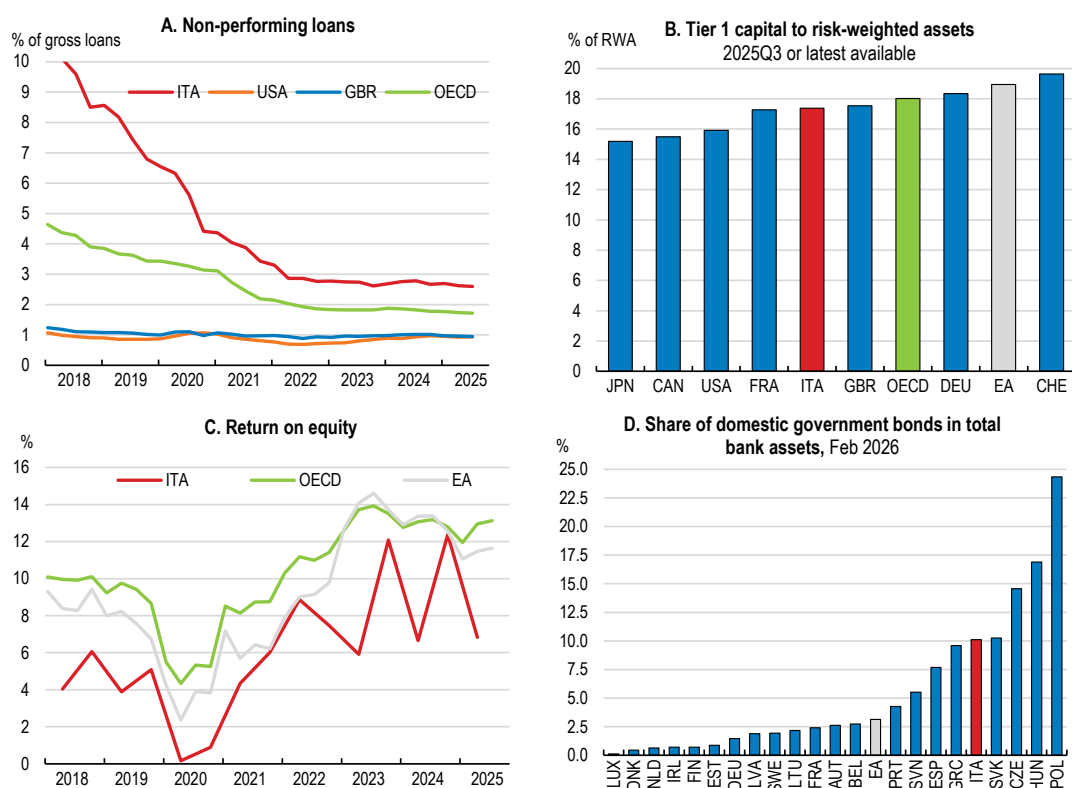 A. Non-performing loans
% of gross loans
10
9
8
7
6
5
4
3
2
1
0
ITA USA GBR OECD
2018 2019 2020 2021 2022 2023 2024 2025
B. Tier 1 capital to risk-weighted assets
2025Q3 or latest available
% of RWA
20
18
16
14
12
10
8
6
4
2
0
JPN CAN USA FRA ITA GBR OECD DEU EA CHE
C. Return on equity
%
16
14
12
10
8
6
4
2
0
ITA OECD EA
2018 2019 2020 2021 2022 2023 2024 2025
D. Share of domestic government bonds in total
bank assets, Feb 2026
%
25.0
22.5
20.0
17.5
15.0
12.5
10.0
7.5
5.0
2.5
0.0
LUX
DNK
NLD
IRL
FIN
EST
DEU
LVA
SWE
LTU
FRA
AUT
BEL
EA
PRT
SVN
ESP
GRC
ITA
SVK
CZE
HUN
POL